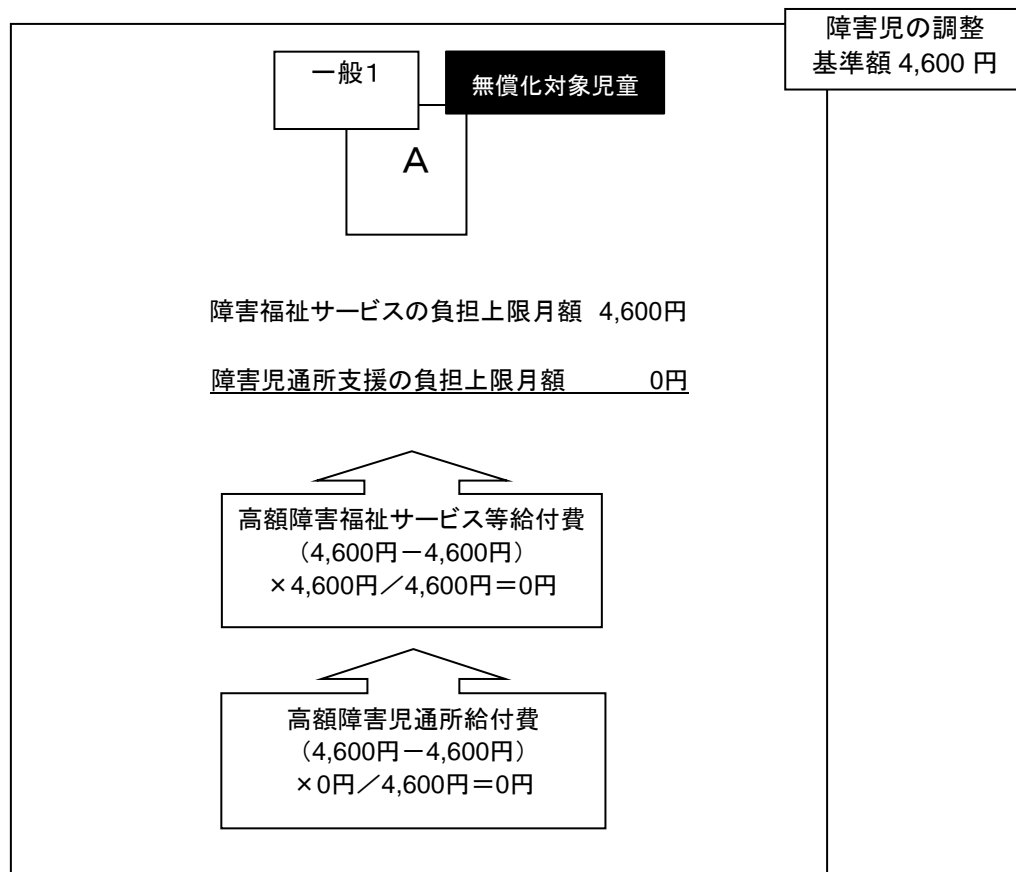 障害児の調整
基準額 4,600 円
一般1
無償化対象児童
A
障害福祉サービスの負担上限月額 4,600円
障害児通所支援の負担上限月額 0円
高額障害福祉サービス等給付費
（4,600円－4,600円）
×4,600円／4,600円＝0円
高額障害児通所給付費
（4,600円－4,600円）
×0円／4,600円＝0円